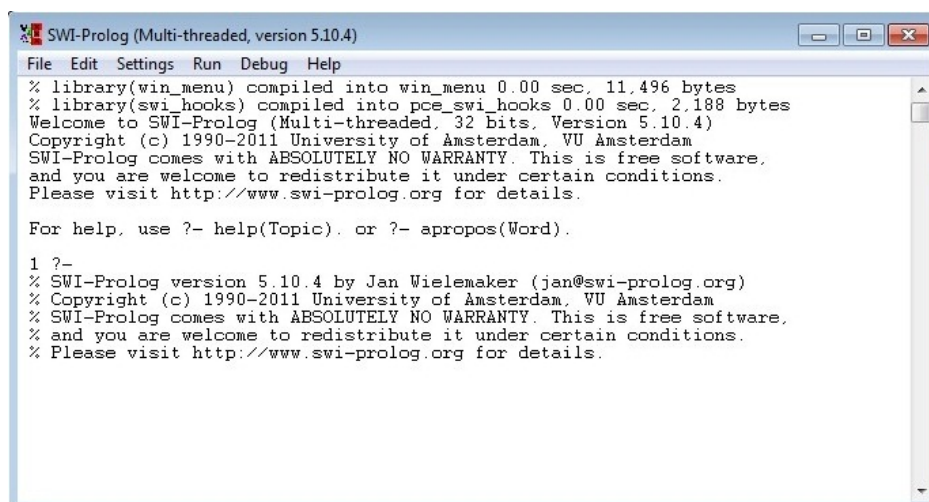 SWI-Prolog (Multi-threaded, version 5.10.4)
File Edit Settings Run Debug Help
% library(win_menu) compiled into win_menu 0.00 sec, 11,496 bytes
% library(swi_hooks) compiled into pce_swi_hooks 0.00 sec, 2,188 bytes
Welcome to SWI-Prolog (Multi-threaded, 32 bits, Version 5.10.4)
Copyright (c) 1990-2011 University of Amsterdam, VU Amsterdam
SWI-Prolog comes with ABSOLUTELY NO WARRANTY. This is free software,
and you are welcome to redistribute it under certain conditions.
Please visit http://www.swi-prolog.org for details.
For help, use ?- help(Topic). or ?- apropos(Word).
1 ?-
% SWI-Prolog version 5.10.4 by Jan Wielemaker (jan@swi-prolog.org)
% Copyright (c) 1990-2011 University of Amsterdam, VU Amsterdam
% SWI-Prolog comes with ABSOLUTELY NO WARRANTY. This is free software,
% and you are welcome to redistribute it under certain conditions.
% Please visit http://www.swi-prolog.org for details.